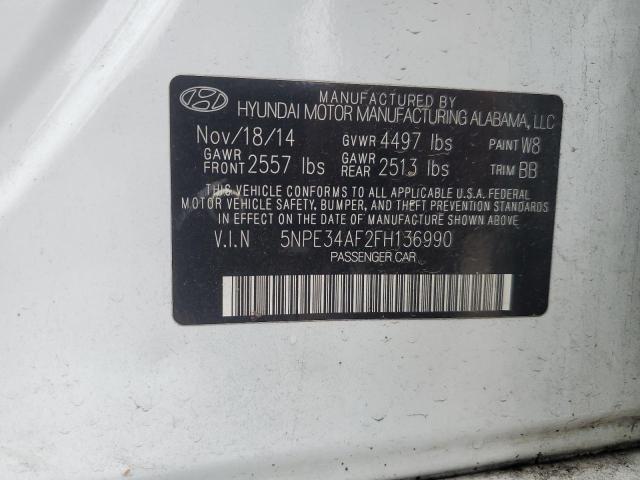 MANUFACTURED BY
HYUNDAI MOTOR MANUFACTURING ALABAMA, LLC
Nov/18/14 GVWR 4497 lbs PAINT W8
GAWR FRONT 2557 lbs GAWR REAR 2513 lbs TRIM BB
THIS VEHICLE CONFORMS TO ALL APPLICABLE U.S.A. FEDERAL
MOTOR VEHICLE SAFETY, BUMPER, AND THEFT PREVENTION STANDARDS
IN EFFECT ON THE DATE OF MANUFACTURE SHOWN ABOVE.
V.I.N 5NPE34AF2FH136990
PASSENGER CAR